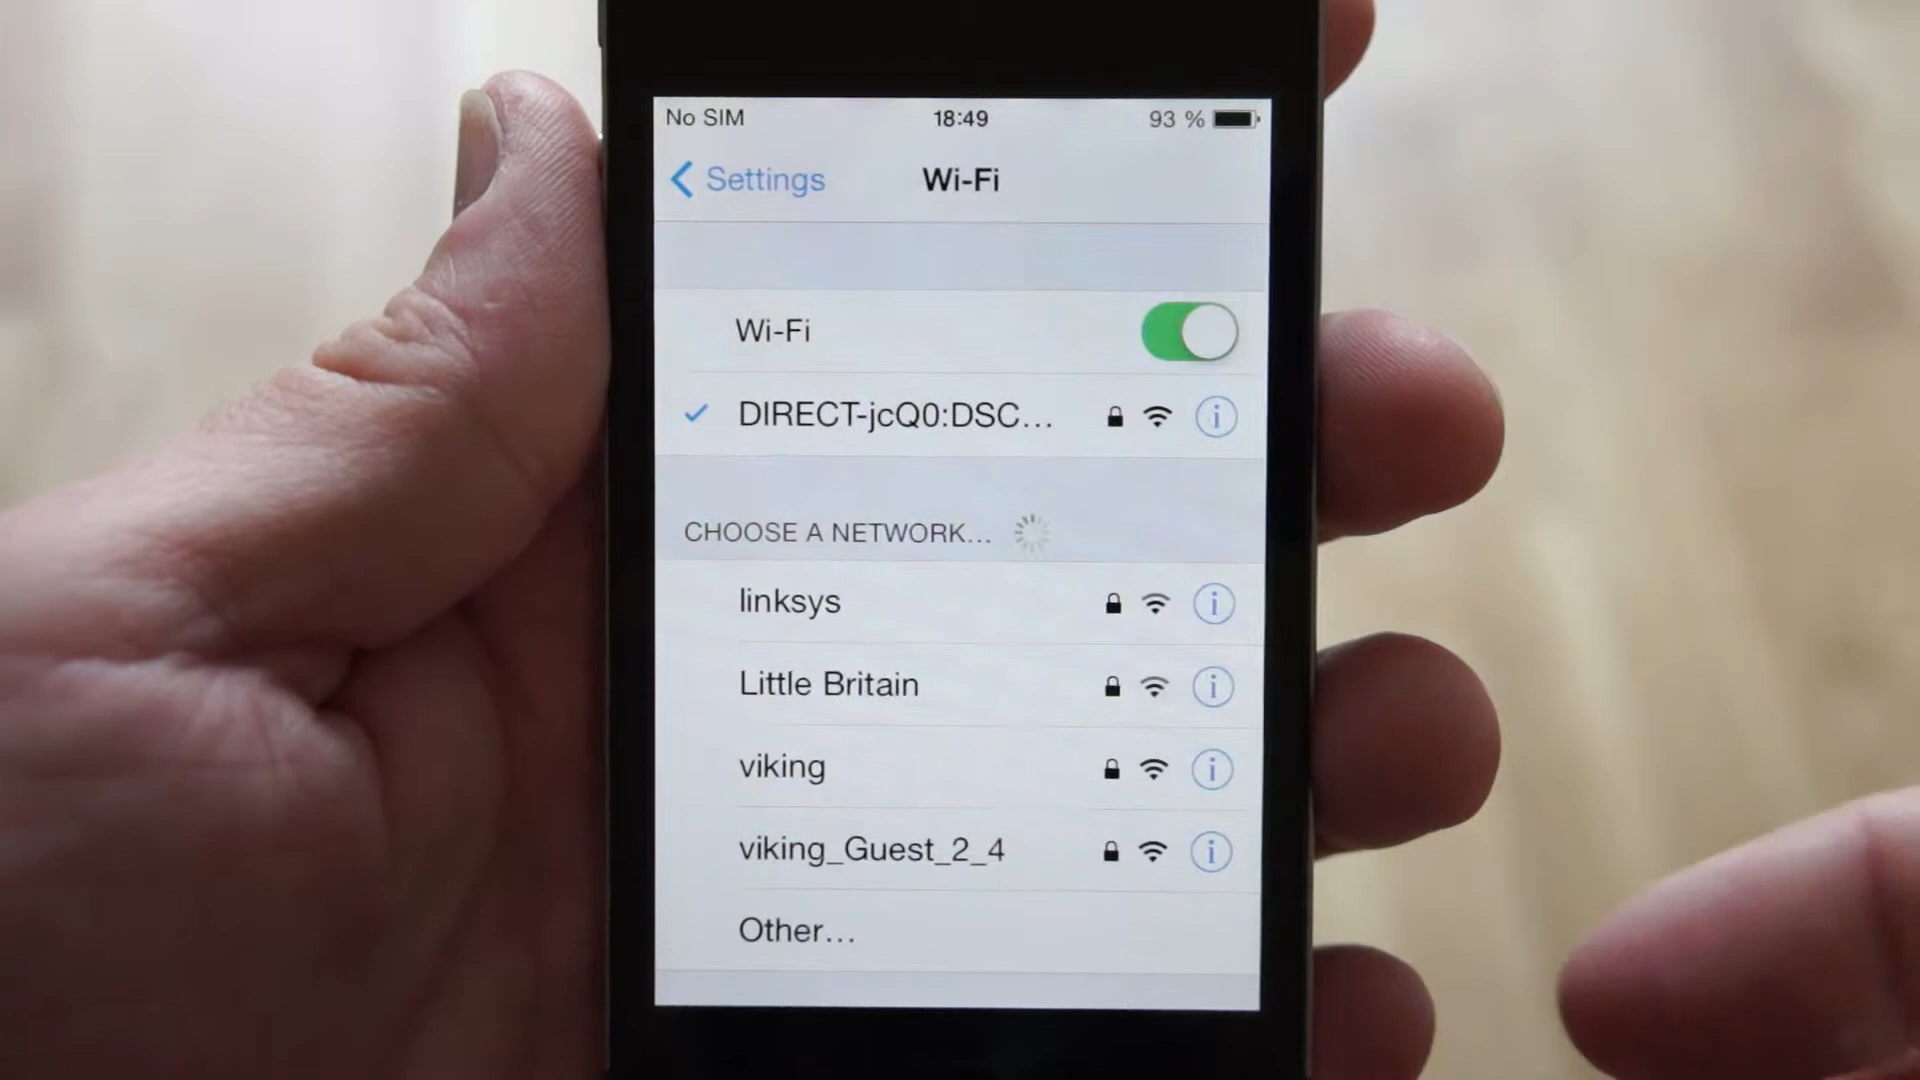 No SIM 18:49 93 %
Settings Wi-Fi
Wi-Fi
DIRECT-jcQ0:DSC...
CHOOSE A NETWORK...
linksys
Little Britain
viking
viking_Guest_2_4
Other...